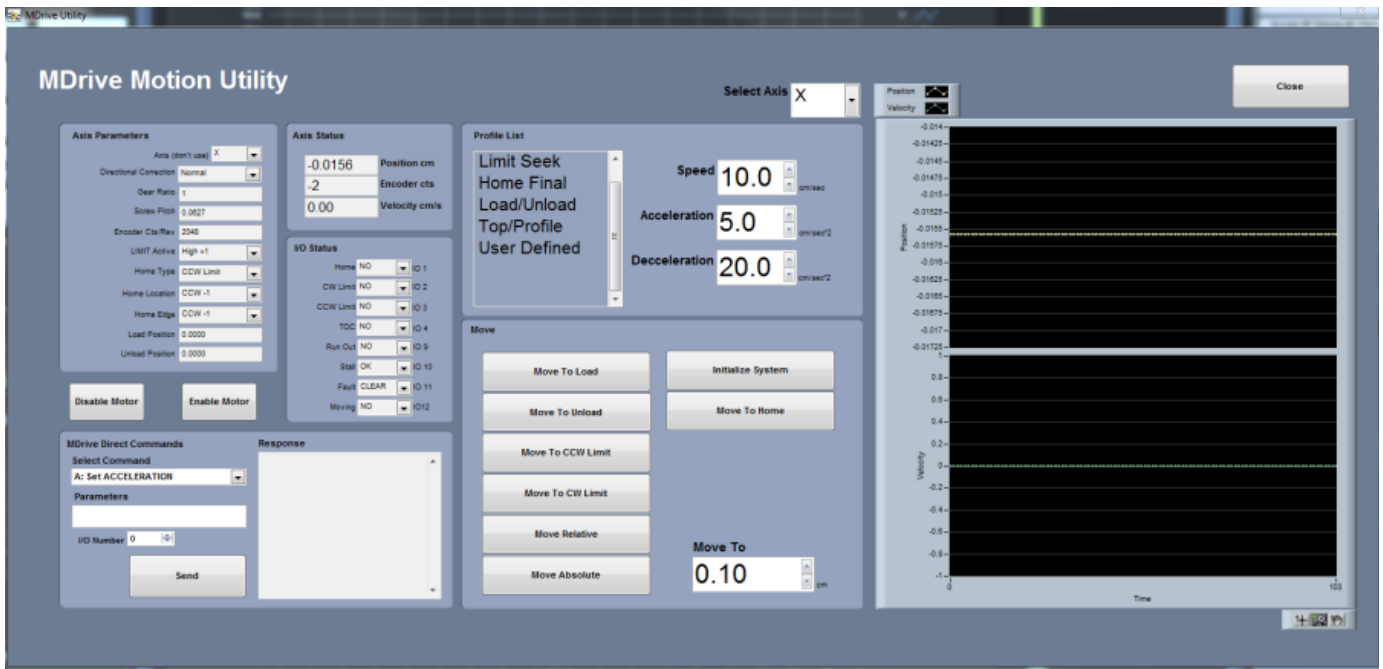 MDrive Utility
MDrive Motion Utility
Select Axis X
Position
Velocity
Close
Axis Parameters
Axis (don't use) X
Directional Correction Normal
Gear Ratio 1
Screw Pitch 0.0627
Encoder Cts/Rev 2048
LIMIT Active High =1
Home Type CCW Limit
Home Location CCW -1
Home Edge CCW -1
Load Position 0.0000
Unload Position 0.0000
Disable Motor
Enable Motor
Axis Status
-0.0156 Position cm
-2 Encoder cts
0.00 Velocity cm/s
I/O Status
Home NO IO 1
CW Limit NO IO 2
CCW Limit NO IO 3
TOC NO IO 4
Run Out NO IO 9
Stall OK IO 10
Fault CLEAR IO 11
Moving NO IO12
MDrive Direct Commands
Select Command
A: Set ACCELERATION
Parameters
I/O Number 0
Send
Response
Profile List
Limit Seek
Home Final
Load/Unload
Top/Profile
User Defined
Speed 10.0 cm/sec
Acceleration 5.0 cm/sec^2
Decceleration 20.0 cm/sec^2
Move
Move To Load
Initialize System
Move To Unload
Move To Home
Move To CCW Limit
Move To CW Limit
Move Relative
Move Absolute
Move To
0.10 cm
-0.014
-0.01425
-0.0145
-0.01475
-0.015
-0.01525
-0.0155
-0.01575
-0.016
-0.01625
-0.0165
-0.01675
-0.017
-0.01725
Position
1
0.8
0.6
0.4
0.2
0
-0.2
-0.4
-0.6
-0.8
-1
Velocity
0
103
Time